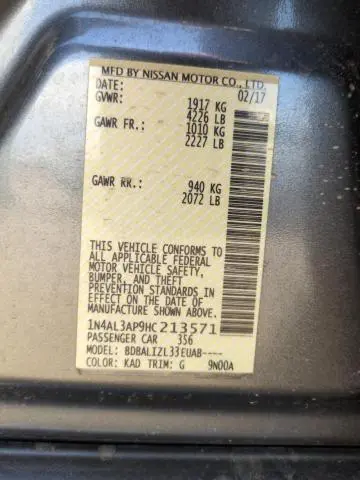 MFD BY NISSAN MOTOR CO., LTD.
DATE: 02/17
GVWR: 1917 KG
4226 LB
GAWR FR.: 1010 KG
2227 LB
GAWR RR.: 940 KG
2072 LB
THIS VEHICLE CONFORMS TO
ALL APPLICABLE FEDERAL
MOTOR VEHICLE SAFETY,
BUMPER, AND THEFT
PREVENTION STANDARDS IN
EFFECT ON THE DATE OF
MANUFACTURE SHOWN ABOVE.
1N4AL3AP9HC213571
PASSENGER CAR 356
MODEL: BDBALIZL33EUAB----
COLOR: KAD TRIM: G 9N00A